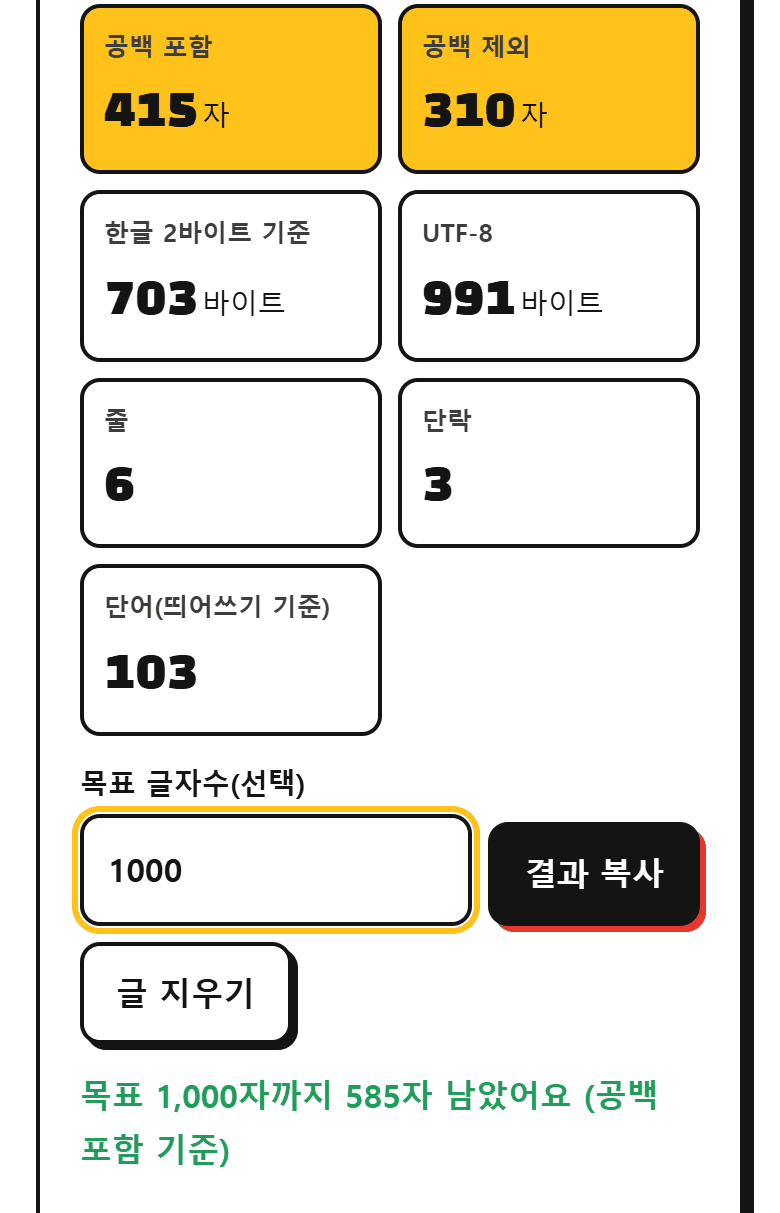 공백 포함
공백 제외
415자
310자
한글 2바이트 기준
UTF-8
703바이트
991바이트
줄
단락
6
3
단어(띄어쓰기 기준)
103
목표 글자수(선택)
1000
결과 복사
글 지우기
목표 1,000자까지 585자 남았어요 (공백
포함 기준)